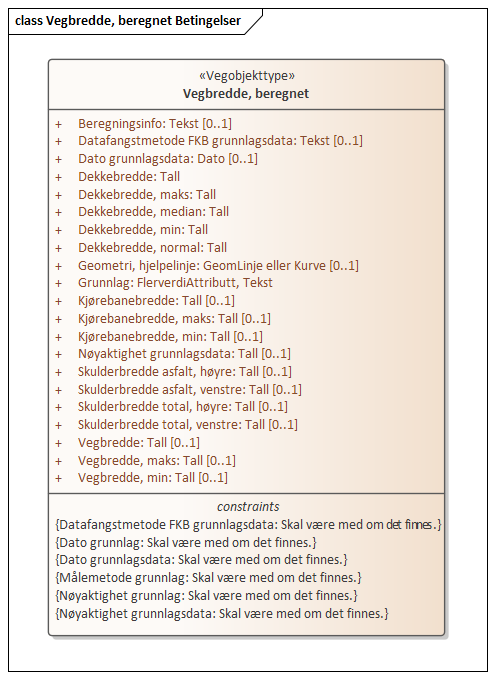 class Vegbredde, beregnet Betingelser
«Vegobjekttype»
Vegbredde, beregnet
+ Beregningsinfo: Tekst [0..1]
+ Datafangstmetode FKB grunnlagsdata: Tekst [0..1]
+ Dato grunnlagsdata: Dato [0..1]
+ Dekkebredde: Tall
+ Dekkebredde, maks: Tall
+ Dekkebredde, median: Tall
+ Dekkebredde, min: Tall
+ Dekkebredde, normal: Tall
+ Geometri, hjelpelinje: GeomLinje eller Kurve [0..1]
+ Grunnlag: FlerverdiAttributt, Tekst
+ Kjørebanebredde: Tall [0..1]
+ Kjørebanebredde, maks: Tall [0..1]
+ Kjørebanebredde, min: Tall [0..1]
+ Nøyaktighet grunnlagsdata: Tall [0..1]
+ Skulderbredde asfalt, høyre: Tall [0..1]
+ Skulderbredde asfalt, venstre: Tall [0..1]
+ Skulderbredde total, høyre: Tall [0..1]
+ Skulderbredde total, venstre: Tall [0..1]
+ Vegbredde: Tall [0..1]
+ Vegbredde, maks: Tall [0..1]
+ Vegbredde, min: Tall [0..1]
constraints
{Datafangstmetode FKB grunnlagsdata: Skal være med om det finnes.}
{Dato grunnlag: Skal være med om det finnes.}
{Dato grunnlagsdata: Skal være med om det finnes.}
{Målemetode grunnlag: Skal være med om det finnes.}
{Nøyaktighet grunnlag: Skal være med om det finnes.}
{Nøyaktighet grunnlagsdata: Skal være med om det finnes.}